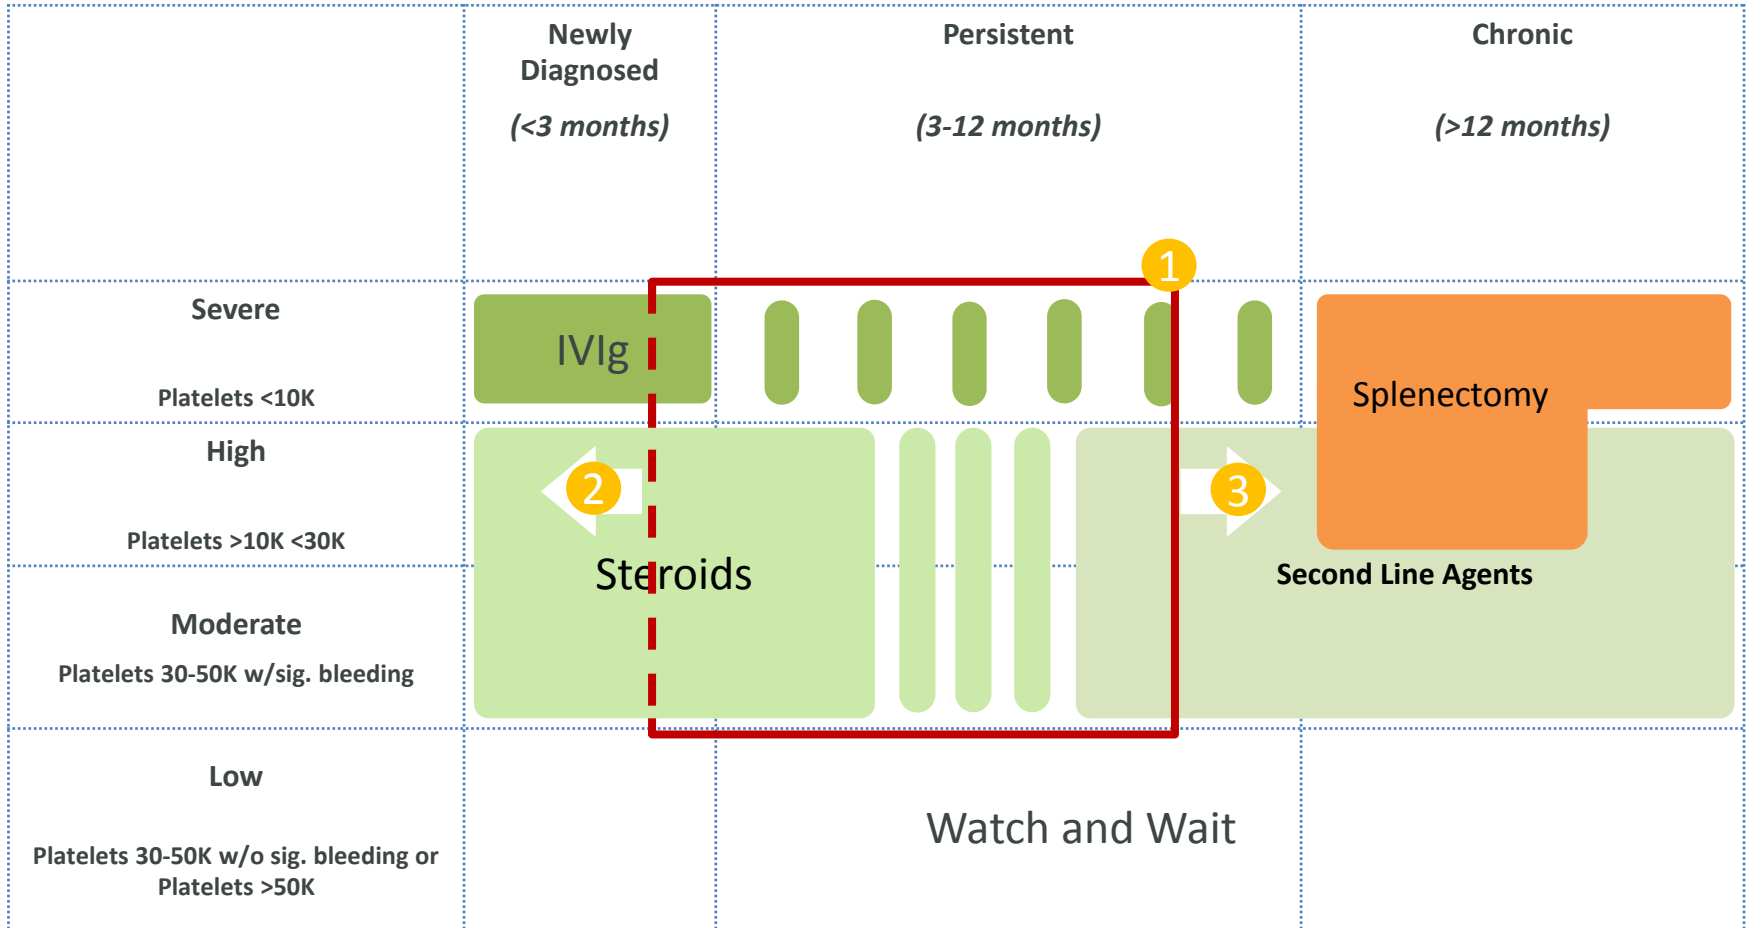 Newly
Diagnosed
(<3 months)
Persistent
(3-12 months)
Chronic
(>12 months)
1
Severe
Platelets <10K
IVIg
Splenectomy
High
Platelets >10K <30K
2
3
Steroids
Second Line Agents
Moderate
Platelets 30-50K w/sig. bleeding
Low
Platelets 30-50K w/o sig. bleeding or
Platelets >50K
Watch and Wait